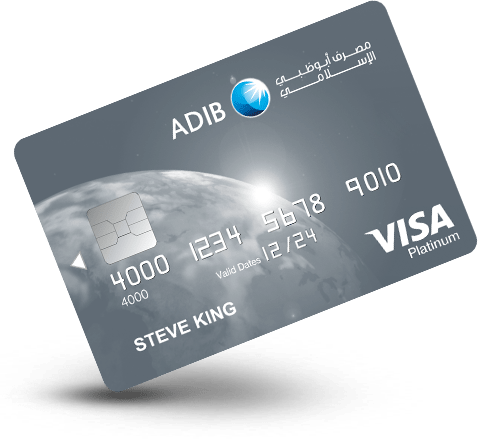 ADIB
مصرف أبوظبي
الإسلامي
4000 1234 5678 9010
4000
Valid Dates 12/24
VISA
Platinum
STEVE KING